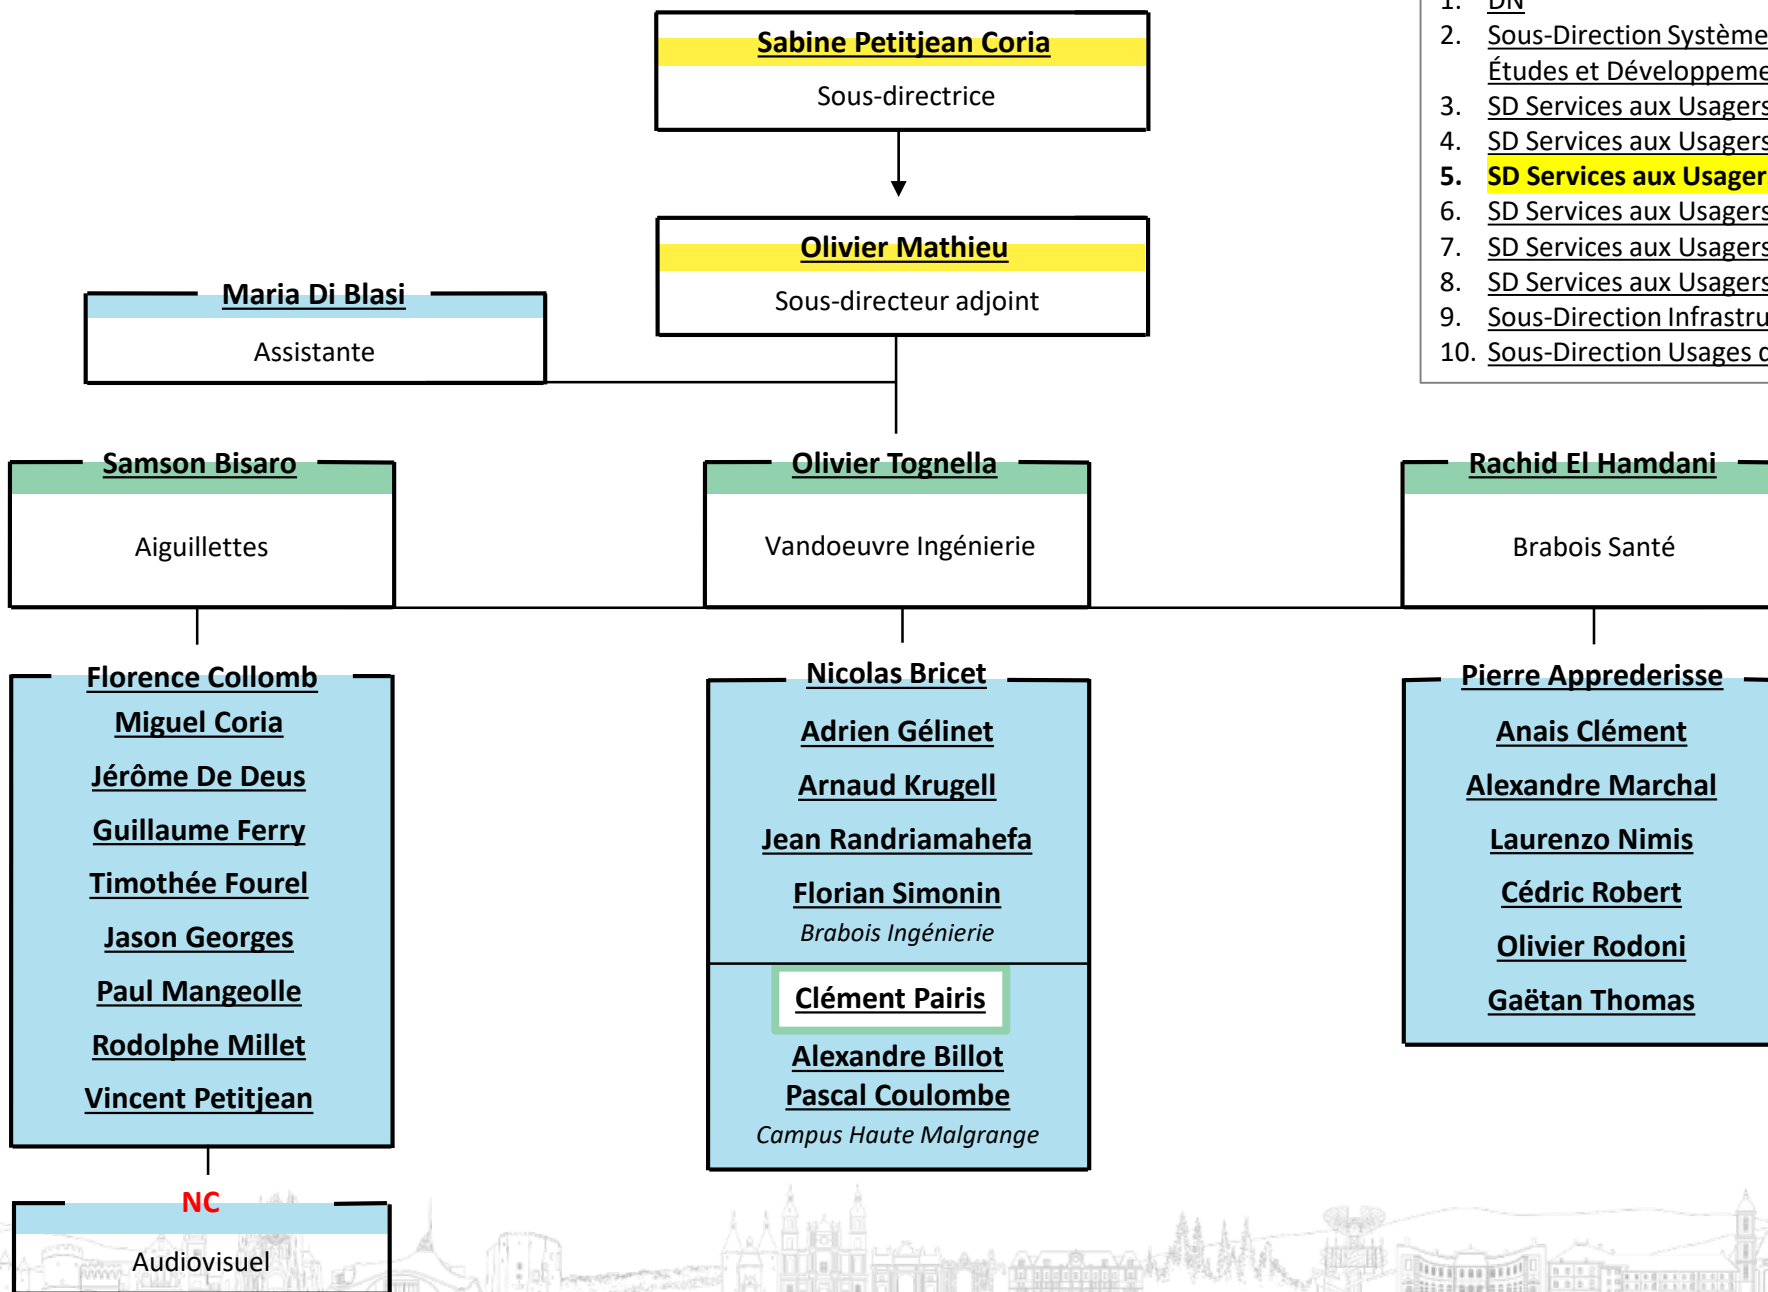 Sabine Petitjean Coria
Sous-directrice
Olivier Mathieu
Sous-directeur adjoint
Maria Di Blasi
Assistante
1. DN
2. Sous-Direction Système
Études et Développeme
3. SD Services aux Usagers
4. SD Services aux Usagers
5. SD Services aux Usager
6. SD Services aux Usagers
7. SD Services aux Usagers
8. SD Services aux Usagers
9. Sous-Direction Infrastru
10. Sous-Direction Usages d
Samson Bisaro
Aiguillettes
Olivier Tognella
Vandoeuvre Ingénierie
Rachid El Hamdani
Brabois Santé
Florence Collomb
Miguel Coria
Jérôme De Deus
Guillaume Ferry
Timothée Fourel
Jason Georges
Paul Mangeolle
Rodolphe Millet
Vincent Petitjean
NC
Audiovisuel
Nicolas Bricet
Adrien Gélinet
Arnaud Krugell
Jean Randriamahefa
Florian Simonin
Brabois Ingénierie
Clément Pairis
Alexandre Billot
Pascal Coulombe
Campus Haute Malgrange
Pierre Apprederisse
Anais Clément
Alexandre Marchal
Laurenzo Nimis
Cédric Robert
Olivier Rodoni
Gaëtan Thomas